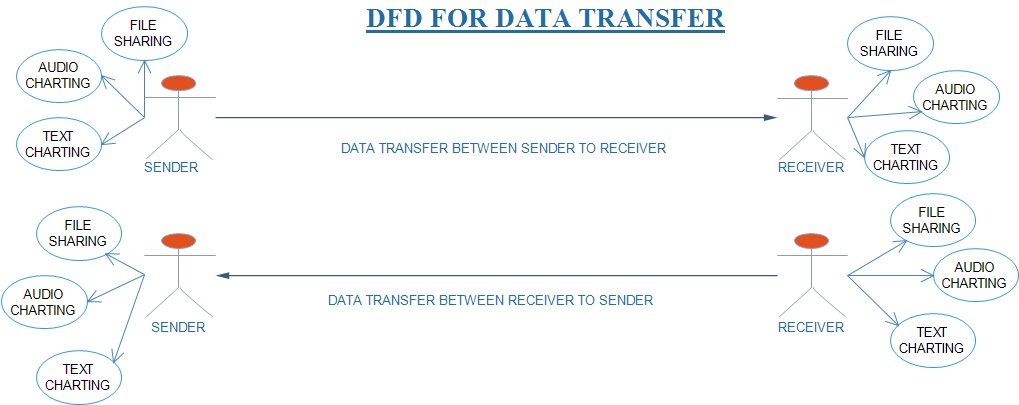 DFD FOR DATA TRANSFER
FILE
SHARING
AUDIO
CHARTING
TEXT
CHARTING
SENDER
DATA TRANSFER BETWEEN SENDER TO RECEIVER
RECEIVER
FILE
SHARING
AUDIO
CHARTING
TEXT
CHARTING
FILE
SHARING
AUDIO
CHARTING
TEXT
CHARTING
SENDER
DATA TRANSFER BETWEEN RECEIVER TO SENDER
RECEIVER
FILE
SHARING
AUDIO
CHARTING
TEXT
CHARTING